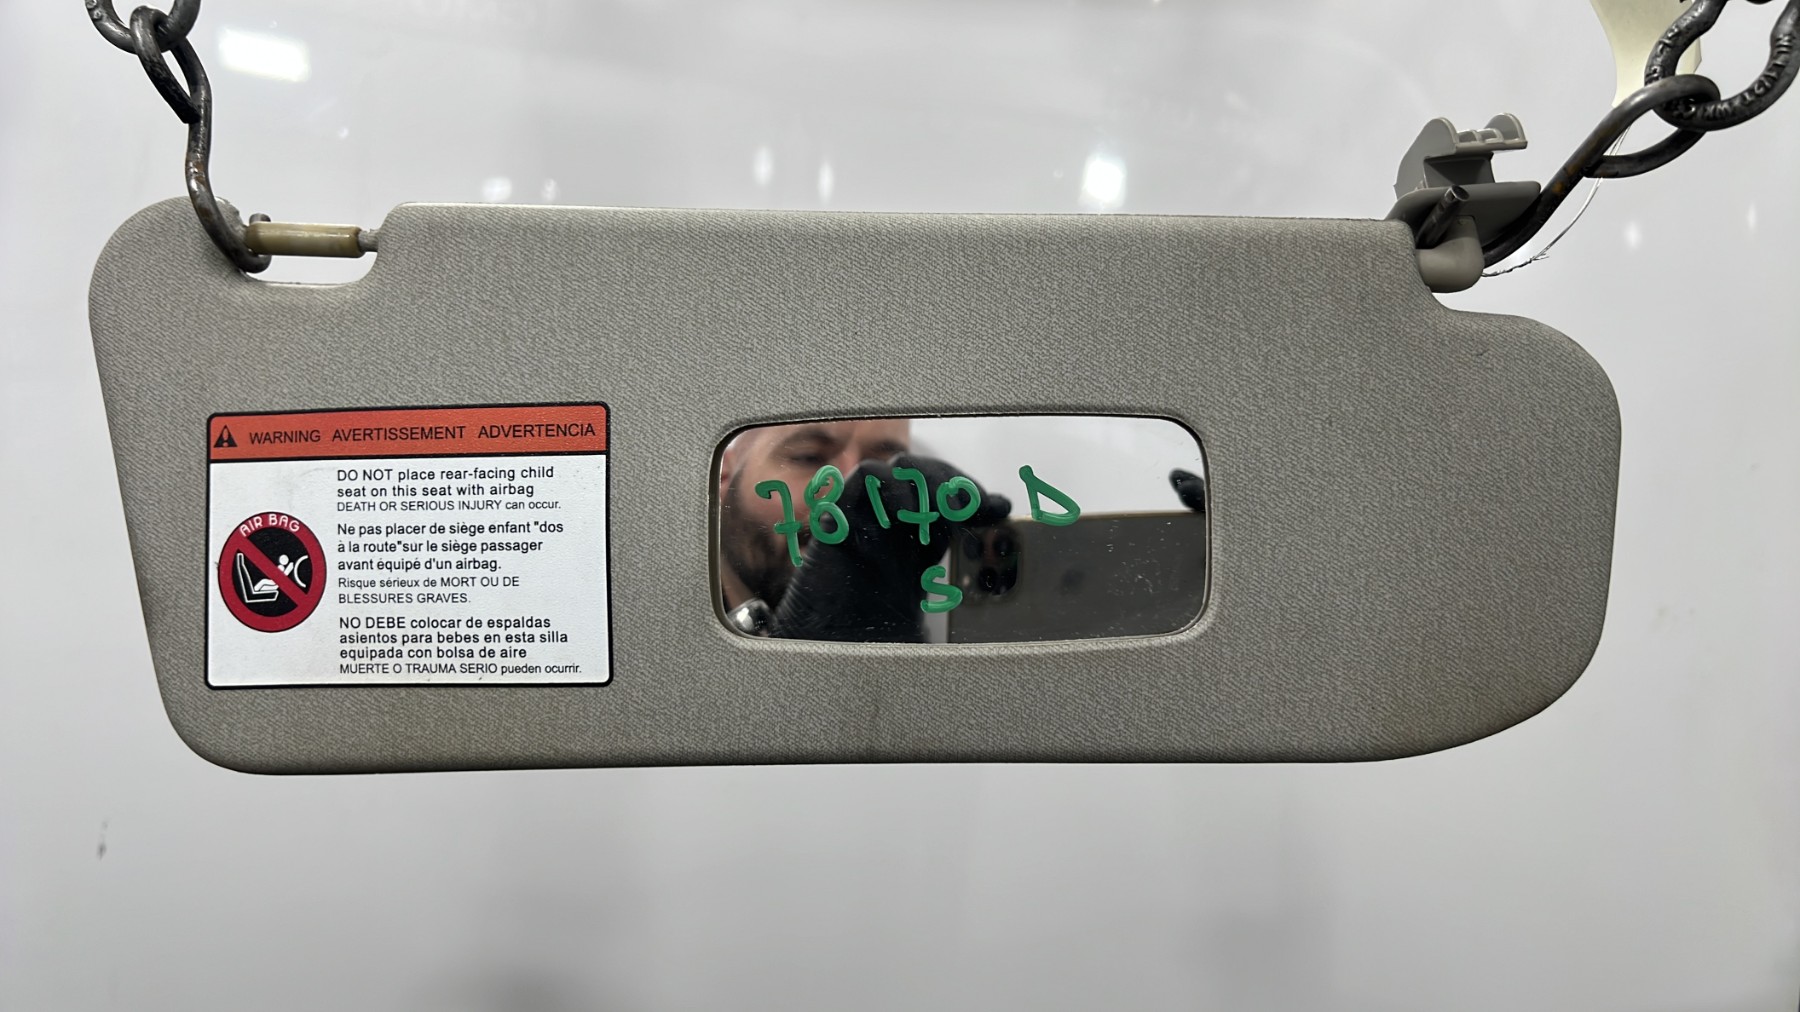 WARNING AVERTISSEMENT ADVERTENCIA
AIR BAG
DO NOT place rear-facing child
seat on this seat with airbag
DEATH OR SERIOUS INJURY can occur.
Ne pas placer de siège enfant "dos
à la route"sur le siège passager
avant équipé d'un airbag.
Risque sérieux de MORT OU DE
BLESSURES GRAVES.
NO DEBE colocar de espaldas
asientos para bebes en esta silla
equipada con bolsa de aire
MUERTE O TRAUMA SERIO pueden ocurrir.
78170 D
S